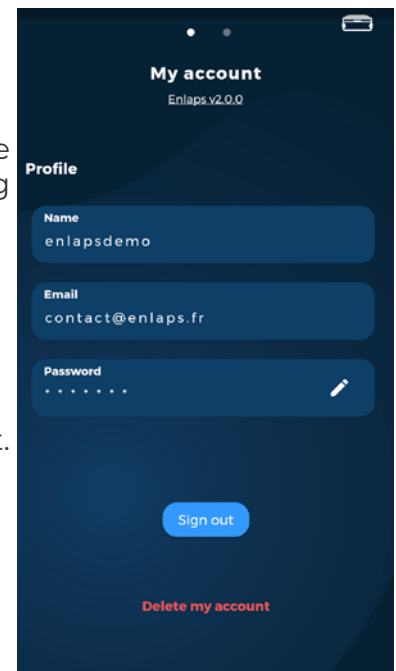 My account
Enlaps v2.0.0
Profile
Name
enlapsdemo
Email
contact@enlaps.fr
Password
• • • • • • •
Sign out
Delete my account